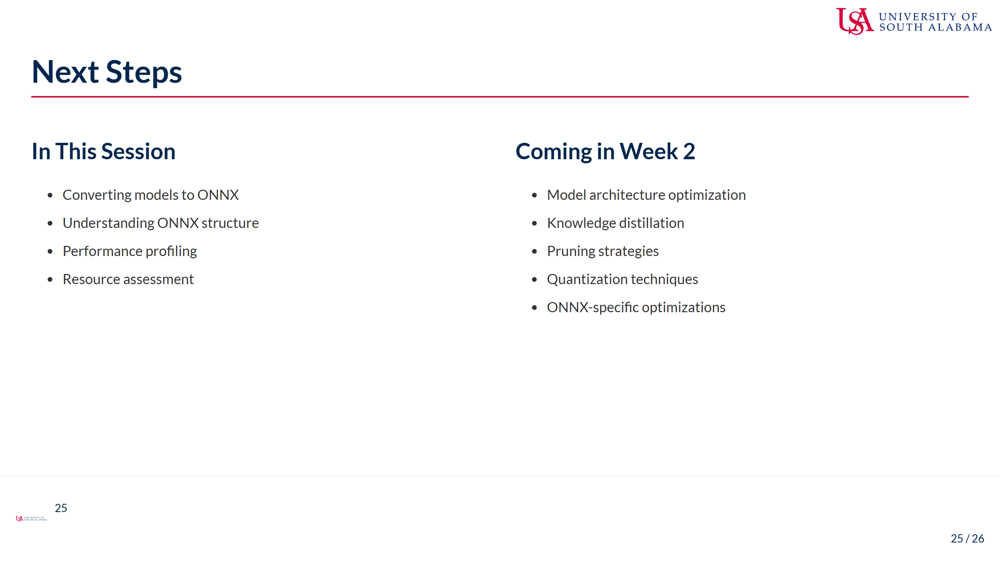 UNIVERSITY OF
SOUTH ALABAMA
Next Steps
In This Session
Converting models to ONNX
Understanding ONNX structure
Performance profiling
Resource assessment
Coming in Week 2
Model architecture optimization
Knowledge distillation
Pruning strategies
Quantization techniques
ONNX-specific optimizations
25
USA UNIVERSITY OF
SOUTH ALABAMA
25 / 26